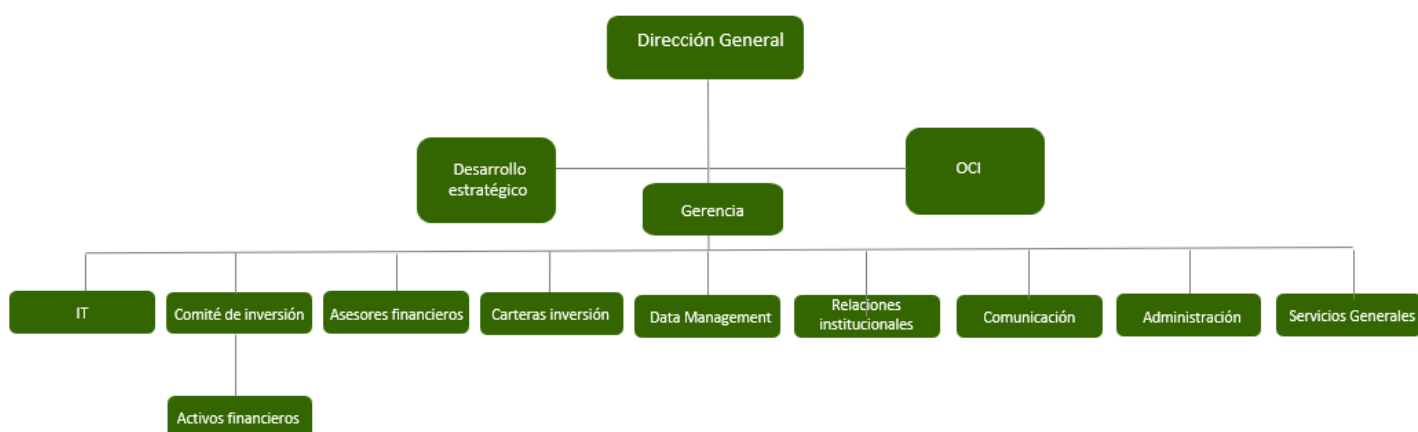 Dirección General
Desarrollo
estratégico
OCI
Gerencia
IT
Comité de inversión
Asesores financieros
Carteras inversión
Data Management
Relaciones
institucionales
Comunicación
Administración
Servicios Generales
Activos financieros